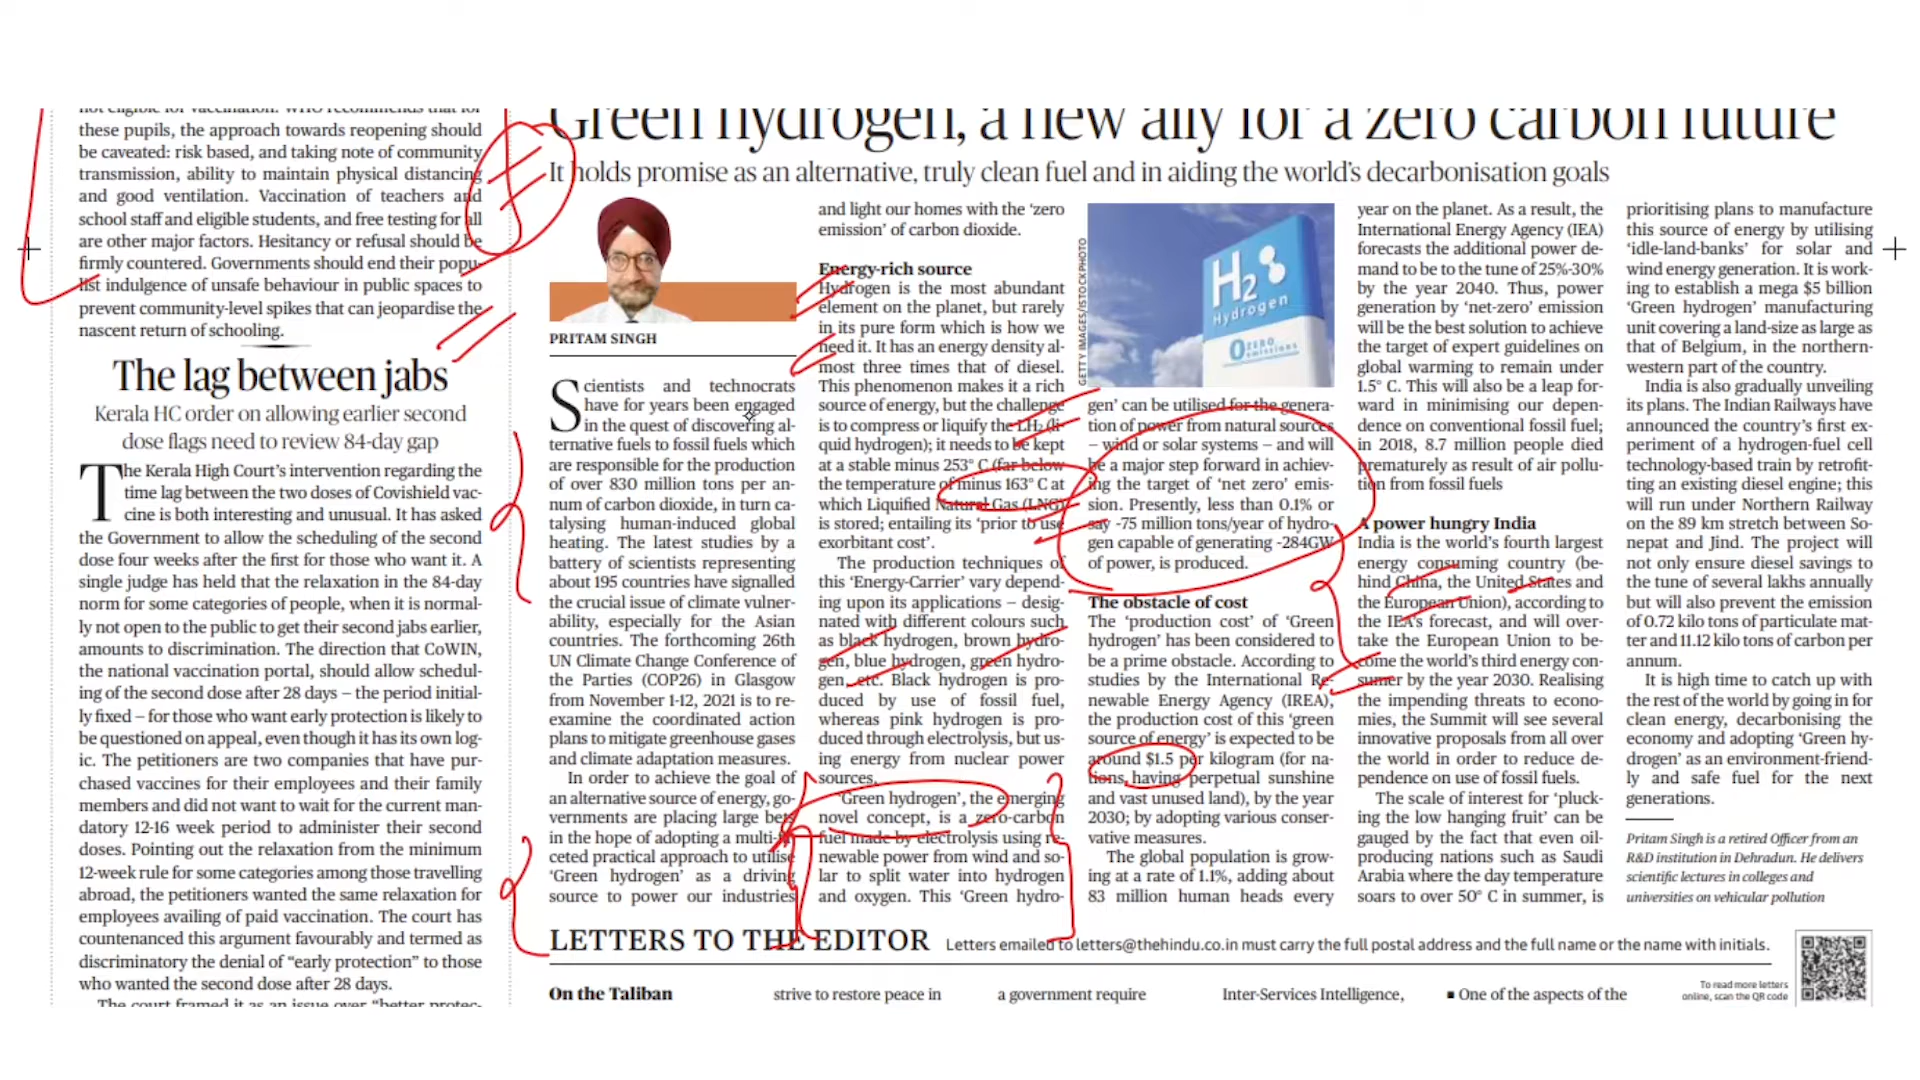 these pupils, the approach towards reopening should
be caveated: risk based, and taking note of community
transmission, ability to maintain physical distancing
and good ventilation. Vaccination of teachers and
school staff and eligible students, and free testing for all
are other major factors. Hesitancy or refusal should be
firmly countered. Governments should end their popu-
list indulgence of unsafe behaviour in public spaces to
prevent community-level spikes that can jeopardise the
nascent return of schooling.
The lag between jabs
Kerala HC order on allowing earlier second
dose flags need to review 84-day gap
The Kerala High Court's intervention regarding the
time lag between the two doses of Covishield vac-
cine is both interesting and unusual. It has asked
the Government to allow the scheduling of the second
dose four weeks after the first for those who want it. A
single judge has held that the relaxation in the 84-day
norm for some categories of people, when it is normal-
ly not open to the public to get their second jabs earlier,
amounts to discrimination. The direction that CoWIN,
the national vaccination portal, should allow schedul-
ing of the second dose after 28 days – the period initial-
ly fixed – for those who want early protection is likely to
be questioned on appeal, even though it has its own log-
ic. The petitioners are two companies that have pur-
chased vaccines for their employees and their family
members and did not want to wait for the current man-
datory 12-16 week period to administer their second
doses. Pointing out the relaxation from the minimum
12-week rule for some categories among those travelling
abroad, the petitioners wanted the same relaxation for
employees availing of paid vaccination. The court has
countenanced this argument favourably and termed as
discriminatory the denial of “early protection” to those
who wanted the second dose after 28 days.
The court framed it as an issue over “better protec-
Green hydrogen, a new ally for a zero carbon future
It holds promise as an alternative, truly clean fuel and in aiding the world's decarbonisation goals
PRITAM SINGH
Scientists and technocrats
have for years been engaged
in the quest of discovering al-
ternative fuels to fossil fuels which
are responsible for the production
of over 830 million tons per an-
num of carbon dioxide, in turn ca-
talysing human-induced global
heating. The latest studies by a
battery of scientists representing
about 195 countries have signalled
the crucial issue of climate vulner-
ability, especially for the Asian
countries. The forthcoming 26th
UN Climate Change Conference of
the Parties (COP26) in Glasgow
from November 1-12, 2021 is to re-
examine the coordinated action
plans to mitigate greenhouse gases
and climate adaptation measures.
In order to achieve the goal of
an alternative source of energy, go-
vernments are placing large bets
in the hope of adopting a multi-fa-
ceted practical approach to utilise
‘Green hydrogen’ as a driving
source to power our industries
and light our homes with the ‘zero
emission’ of carbon dioxide.
Energy-rich source
Hydrogen is the most abundant
element on the planet, but rarely
in its pure form which is how we
need it. It has an energy density al-
most three times that of diesel.
This phenomenon makes it a rich
source of energy, but the challenge
is to compress or liquify the LH2 (li-
quid hydrogen); it needs to be kept
at a stable minus 253° C (far below
the temperature of minus 163° C at
which Liquified Natural Gas (LNG)
is stored; entailing its ‘prior to use
exorbitant cost’.
The production techniques of
this ‘Energy-Carrier’ vary depend-
ing upon its applications – desig-
nated with different colours such
as black hydrogen, brown hydro-
gen, blue hydrogen, green hydro-
gen, etc. Black hydrogen is pro-
duced by use of fossil fuel,
whereas pink hydrogen is pro-
duced through electrolysis, but us-
ing energy from nuclear power
sources.
‘Green hydrogen’, the emerging
novel concept, is a zero-carbon
fuel made by electrolysis using re-
newable power from wind and so-
lar to split water into hydrogen
and oxygen. This ‘Green hydro-
GETTY IMAGES/ISTOCKPHOTO
H2
Hydrogen
ZERO
emissions
gen’ can be utilised for the genera-
tion of power from natural sources
– wind or solar systems – and will
be a major step forward in achiev-
ing the target of ‘net zero’ emis-
sion. Presently, less than 0.1% or
say ~75 million tons/year of hydro-
gen capable of generating ~284GW
of power, is produced.
The obstacle of cost
The ‘production cost’ of ‘Green
hydrogen’ has been considered to
be a prime obstacle. According to
studies by the International Re-
newable Energy Agency (IREA),
the production cost of this ‘green
source of energy’ is expected to be
around $1.5 per kilogram (for na-
tions, having perpetual sunshine
and vast unused land), by the year
2030; by adopting various conser-
vative measures.
The global population is grow-
ing at a rate of 1.1%, adding about
83 million human heads every
year on the planet. As a result, the
International Energy Agency (IEA)
forecasts the additional power de-
mand to be to the tune of 25%-30%
by the year 2040. Thus, power
generation by ‘net-zero’ emission
will be the best solution to achieve
the target of expert guidelines on
global warming to remain under
1.5° C. This will also be a leap for-
ward in minimising our depen-
dence on conventional fossil fuel;
in 2018, 8.7 million people died
prematurely as result of air pollu-
tion from fossil fuels
A power hungry India
India is the world's fourth largest
energy consuming country (be-
hind China, the United States and
the European Union), according to
the IEA's forecast, and will over-
take the European Union to be-
come the world's third energy con-
sumer by the year 2030. Realising
the impending threats to econo-
mies, the Summit will see several
innovative proposals from all over
the world in order to reduce de-
pendence on use of fossil fuels.
The scale of interest for ‘pluck-
ing the low hanging fruit’ can be
gauged by the fact that even oil-
producing nations such as Saudi
Arabia where the day temperature
soars to over 50° C in summer, is
prioritising plans to manufacture
this source of energy by utilising
‘idle-land-banks’ for solar and
wind energy generation. It is work-
ing to establish a mega $5 billion
‘Green hydrogen’ manufacturing
unit covering a land-size as large as
that of Belgium, in the northern-
western part of the country.
India is also gradually unveiling
its plans. The Indian Railways have
announced the country's first ex-
periment of a hydrogen-fuel cell
technology-based train by retrofit-
ting an existing diesel engine; this
will run under Northern Railway
on the 89 km stretch between So-
nepat and Jind. The project will
not only ensure diesel savings to
the tune of several lakhs annually
but will also prevent the emission
of 0.72 kilo tons of particulate mat-
ter and 11.12 kilo tons of carbon per
annum.
It is high time to catch up with
the rest of the world by going in for
clean energy, decarbonising the
economy and adopting ‘Green hy-
drogen’ as an environment-friend-
ly and safe fuel for the next
generations.
Pritam Singh is a retired Officer from an
R&D institution in Dehradun. He delivers
scientific lectures in colleges and
universities on vehicular pollution
LETTERS TO THE EDITOR Letters emailed to letters@thehindu.co.in must carry the full postal address and the full name or the name with initials.
To read more letters
online, scan the QR code
On the Taliban
strive to restore peace in
a government require
Inter-Services Intelligence,
■ One of the aspects of the